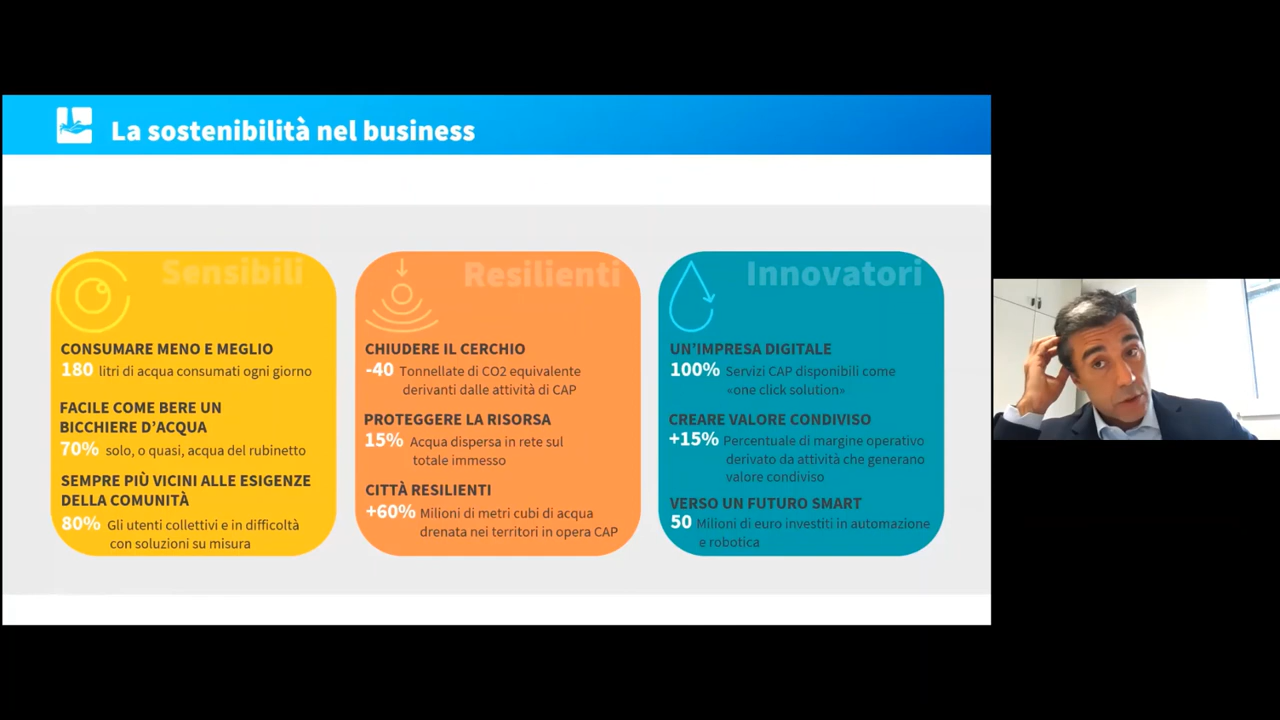 La sostenibilità nel business
Sensibili
CONSUMARE MENO E MEGLIO
180 litri di acqua consumati ogni giorno
FACILE COME BERE UN
BICCHIERE D'ACQUA
70% solo, o quasi, acqua del rubinetto
SEMPRE PIÙ VICINI ALLE ESIGENZE
DELLA COMUNITÀ
80% Gli utenti collettivi e in difficoltà
con soluzioni su misura
Resilienti
CHIUDERE IL CERCHIO
-40 Tonnellate di CO2 equivalente
derivanti dalle attività di CAP
PROTEGGERE LA RISORSA
15% Acqua dispersa in rete sul
totale immesso
CITTÀ RESILIENTI
+60% Milioni di metri cubi di acqua
drenata nei territori in opera CAP
Innovatori
UN'IMPRESA DIGITALE
100% Servizi CAP disponibili come
«one click solution»
CREARE VALORE CONDIVISO
+15% Percentuale di margine operativo
derivato da attività che generano
valore condiviso
VERSO UN FUTURO SMART
50 Milioni di euro investiti in automazione
e robotica